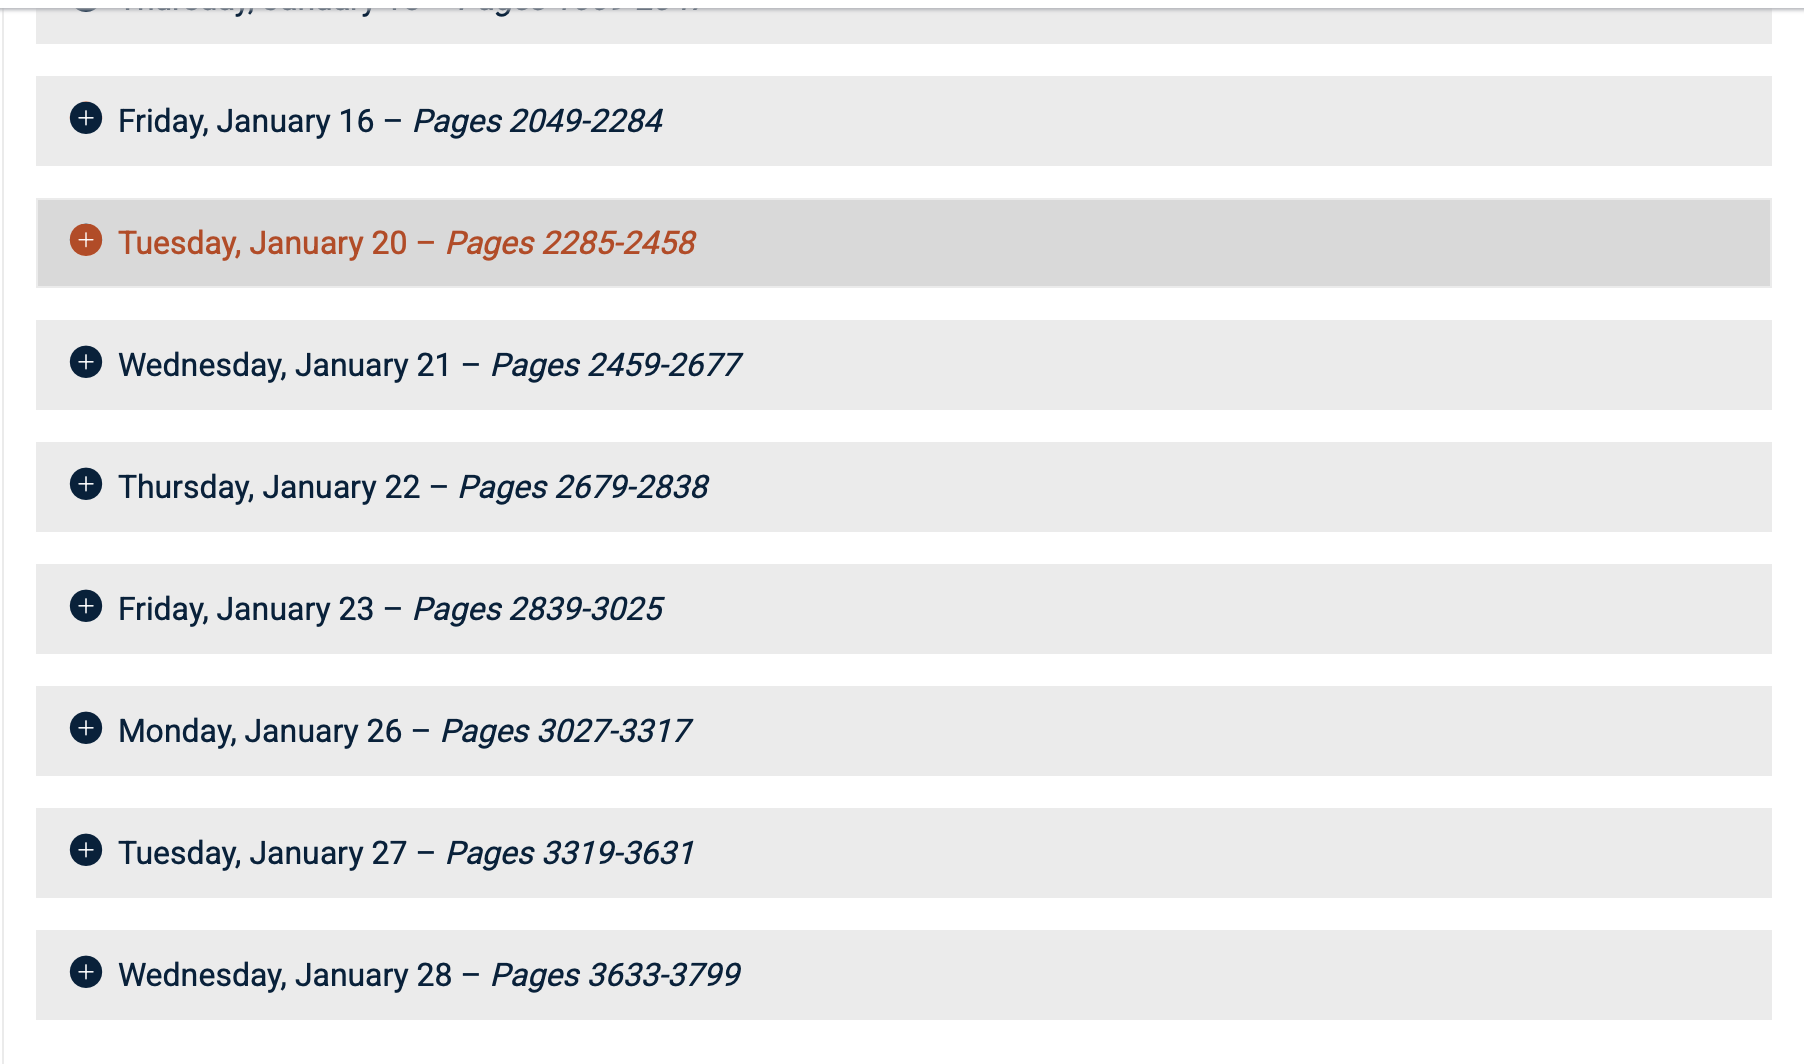 Friday, January 16 – Pages 2049-2284
Tuesday, January 20 – Pages 2285-2458
Wednesday, January 21 – Pages 2459-2677
Thursday, January 22 – Pages 2679-2838
Friday, January 23 – Pages 2839-3025
Monday, January 26 – Pages 3027-3317
Tuesday, January 27 – Pages 3319-3631
Wednesday, January 28 – Pages 3633-3799